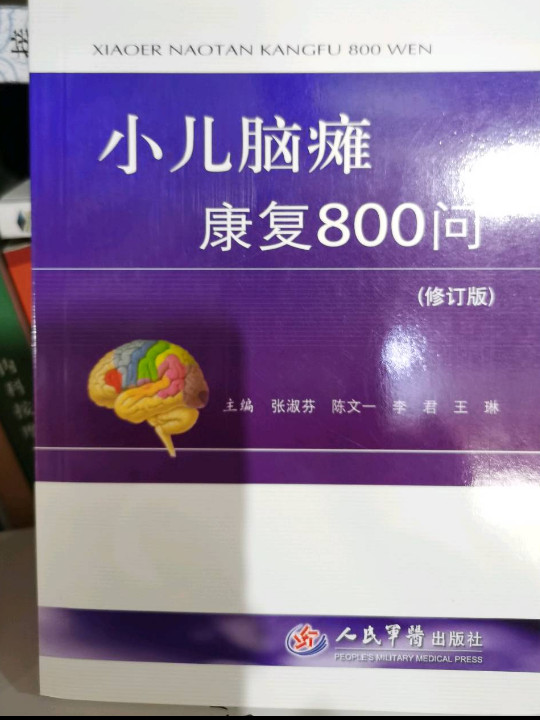 XIAOER NAOTAN KANGFU 800 WEN
小儿脑瘫
康复800问
(修订版)
主编 张淑芬 陈文一 李 君 王 琳
人民军医出版社
PEOPLE'S MILITARY MEDICAL PRESS
内科